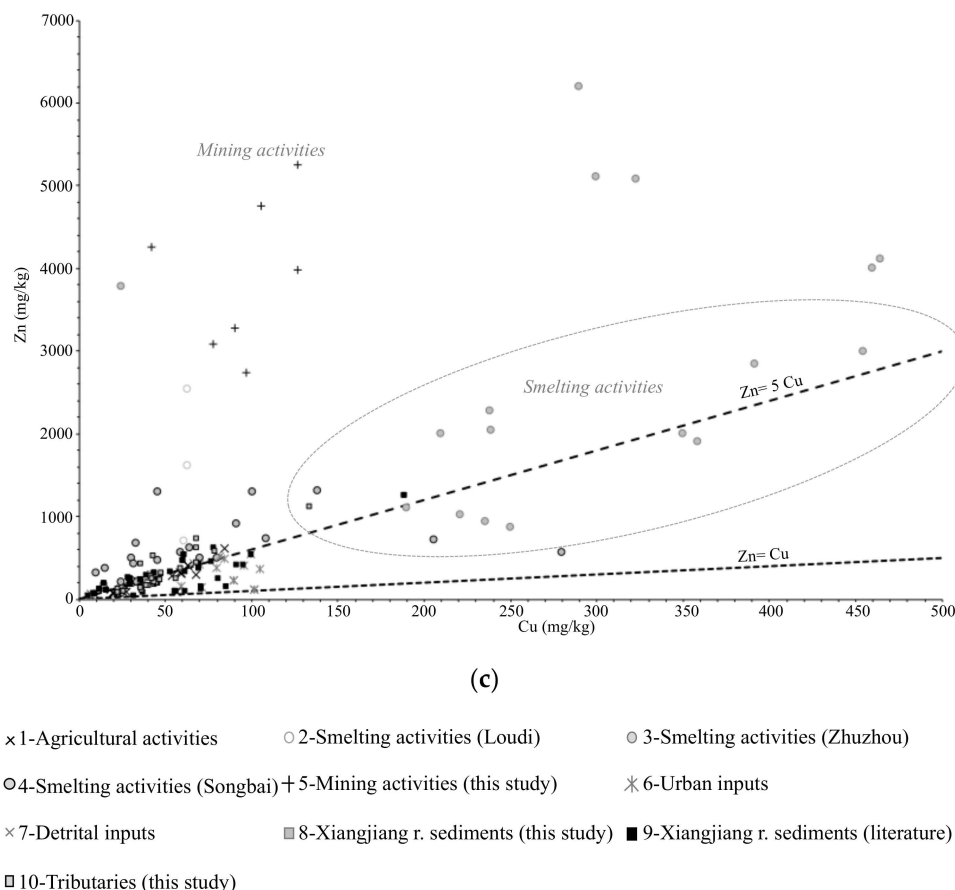 7000
6000
Mining activities
5000
4000
Zn (mg/kg)
3000
Smelting activities
Zn= 5 Cu
2000
1000
Zn= Cu
0
0 50 100 150 200 250 300 350 400 450 500
Cu (mg/kg)
(c)
×1-Agricultural activities 2-Smelting activities (Loudi) 3-Smelting activities (Zhuzhou)
4-Smelting activities (Songbai) 5-Mining activities (this study) 6-Urban inputs
7-Detrital inputs 8-Xiangjiang r. sediments (this study) 9-Xiangjiang r. sediments (literature)
10-Tributaries (this study)